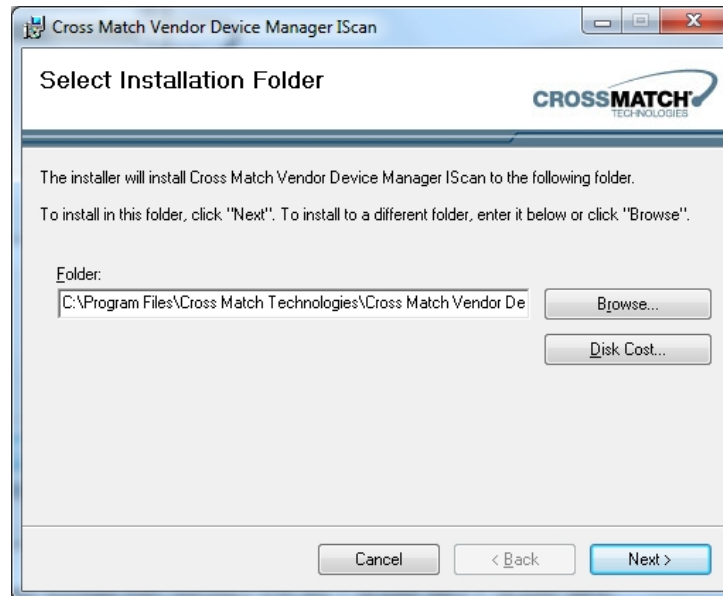 Cross Match Vendor Device Manager IScan
Select Installation Folder
CROSSMATCH
TECHNOLOGIES
The installer will install Cross Match Vendor Device Manager IScan to the following folder.
To install in this folder, click "Next". To install to a different folder, enter it below or click "Browse".
Folder:
C:\Program Files\Cross Match Technologies\Cross Match Vendor De
Browse...
Disk Cost...
Cancel
< Back
Next >